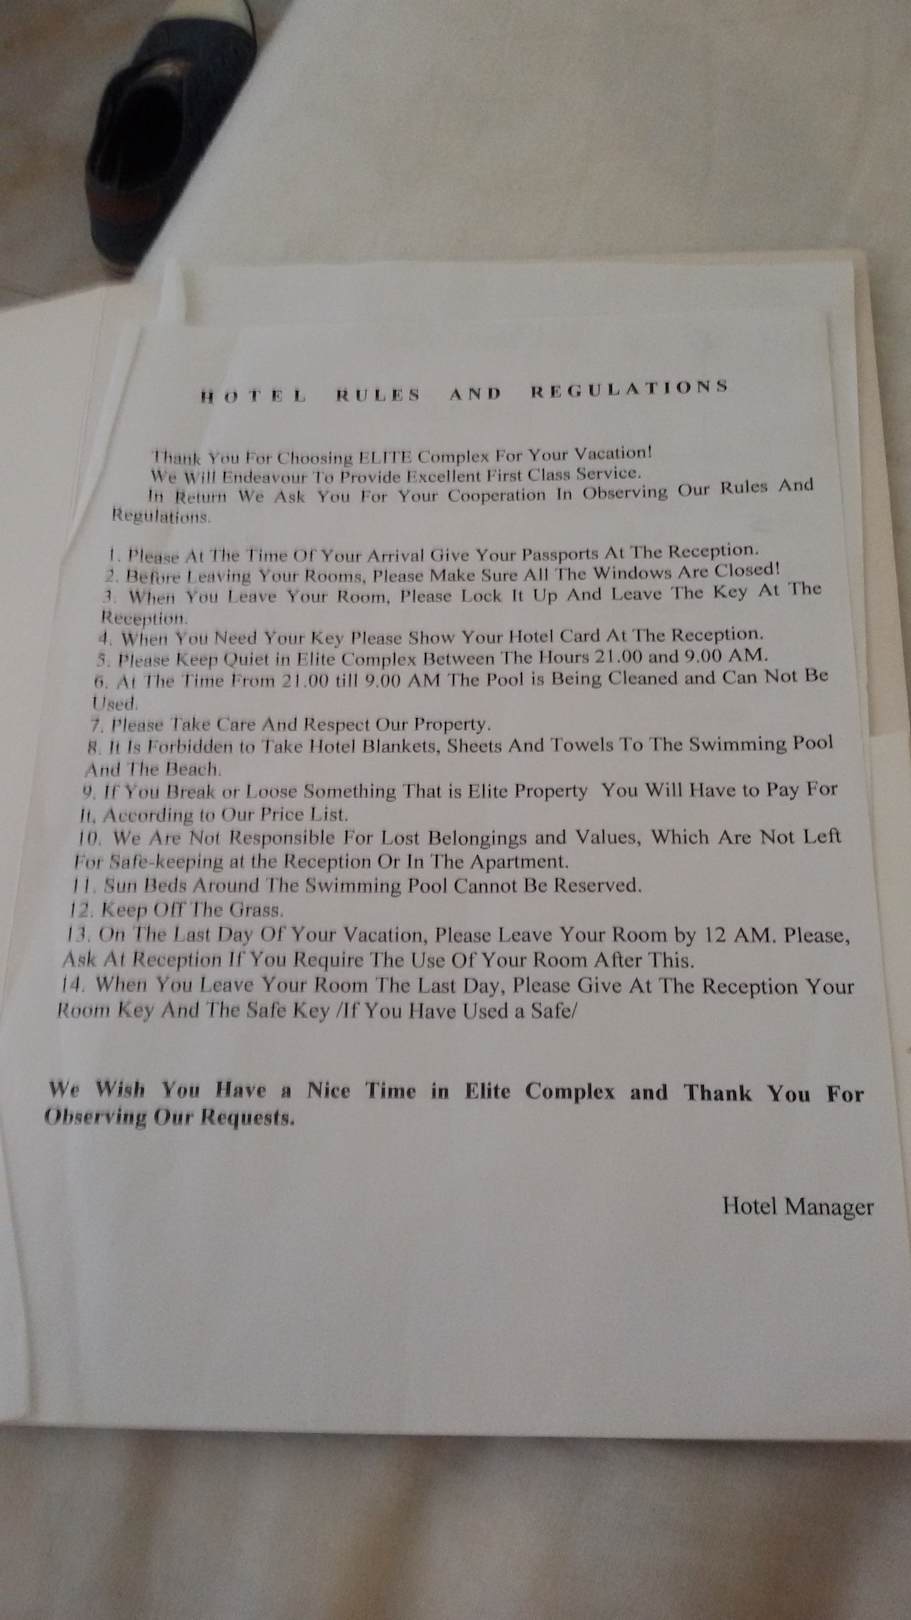 HOTEL RULES AND REGULATIONS
Thank You For Choosing ELITE Complex For Your Vacation!
We Will Endeavour To Provide Excellent First Class Service.
In Return We Ask You For Your Cooperation In Observing Our Rules And
Regulations.
1. Please At The Time Of Your Arrival Give Your Passports At The Reception.
2. Before Leaving Your Rooms, Please Make Sure All The Windows Are Closed!
3. When You Leave Your Room, Please Lock It Up And Leave The Key At The
Reception.
4. When You Need Your Key Please Show Your Hotel Card At The Reception.
5. Please Keep Quiet in Elite Complex Between The Hours 21.00 and 9.00 AM.
6. At The Time From 21.00 till 9.00 AM The Pool is Being Cleaned and Can Not Be
Used.
7. Please Take Care And Respect Our Property.
8. It Is Forbidden to Take Hotel Blankets, Sheets And Towels To The Swimming Pool
And The Beach.
9. If You Break or Loose Something That is Elite Property You Will Have to Pay For
It, According to Our Price List.
10. We Are Not Responsible For Lost Belongings and Values, Which Are Not Left
For Safe-keeping at the Reception Or In The Apartment.
11. Sun Beds Around The Swimming Pool Cannot Be Reserved.
12. Keep Off The Grass.
13. On The Last Day Of Your Vacation, Please Leave Your Room by 12 AM. Please,
Ask At Reception If You Require The Use Of Your Room After This.
14. When You Leave Your Room The Last Day, Please Give At The Reception Your
Room Key And The Safe Key /If You Have Used a Safe/
We Wish You Have a Nice Time in Elite Complex and Thank You For
Observing Our Requests.
Hotel Manager